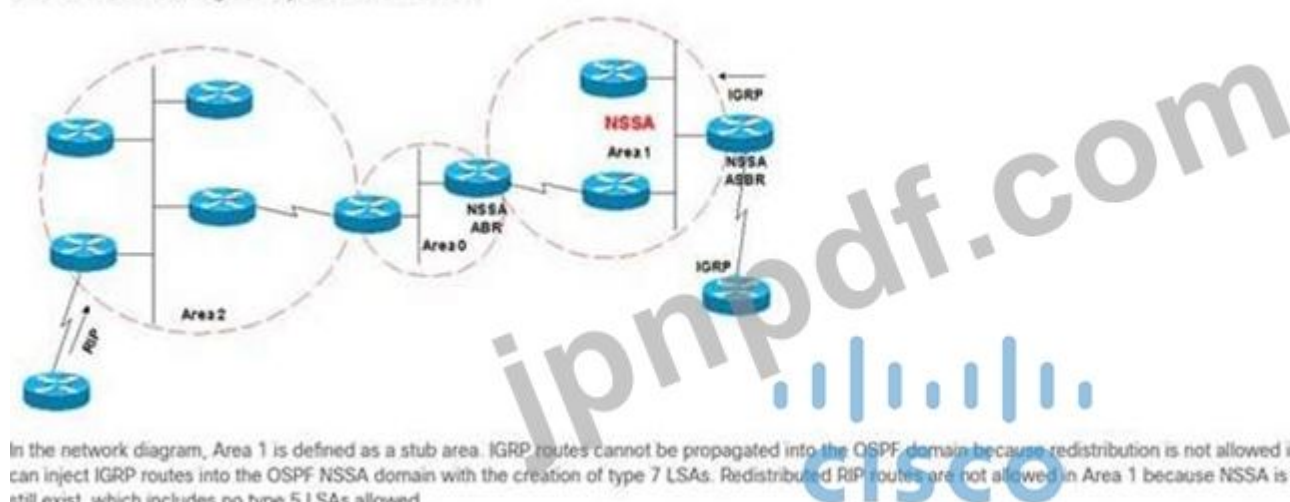 IGRP
NSSA
Area 1
NSSA
ASBR
NSSA
ABR
Area 0
IGRP
Area 2
RIP
jpnpdf.com
cisco
In the network diagram, Area 1 is defined as a stub area. IGRP routes cannot be propagated into the OSPF domain because redistribution is not allowed i
can inject IGRP routes into the OSPF NSSA domain with the creation of type 7 LSAs. Redistributed RIP routes are not allowed in Area 1 because NSSA is
still exist, which includes no type 5 LSAs allowed